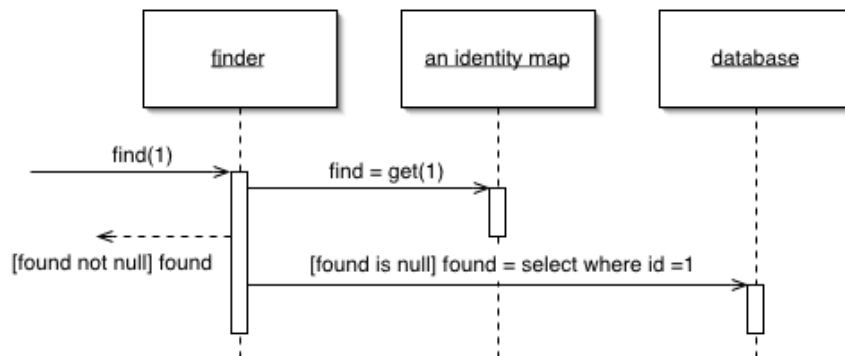 finder
an identity map
database
find(1)
find = get(1)
[found not null] found
[found is null] found = select where id =1